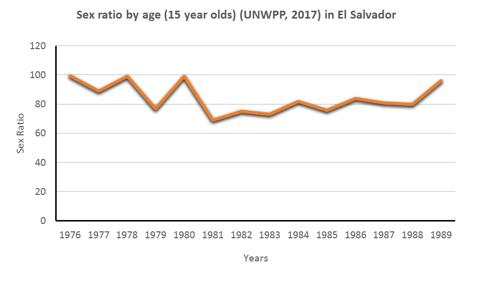 Sex ratio by age (15 year olds) (UNWPP, 2017) in El Salvador
120
100
80
60
40
20
0
Sex Ratio
1976 1977 1978 1979 1980 1981 1982 1983 1984 1985 1986 1987 1988 1989
Years